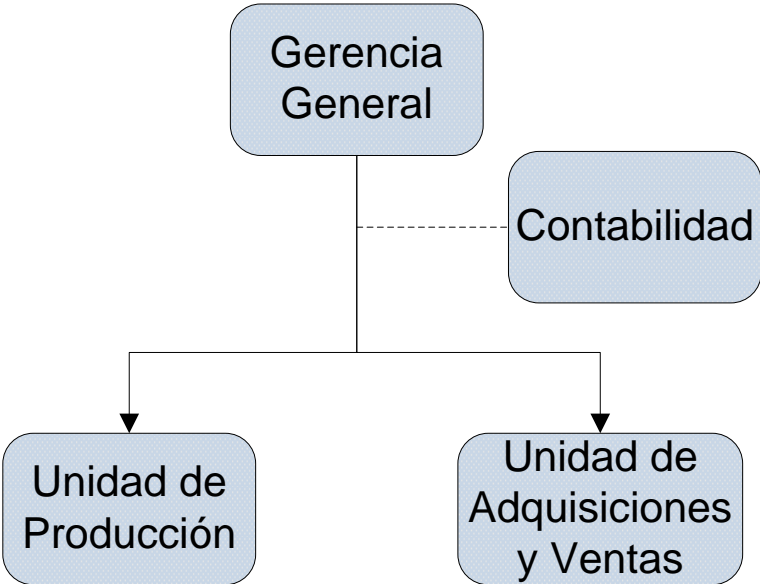 Gerencia
General
Contabilidad
Unidad de
Producción
Unidad de
Adquisiciones
y Ventas